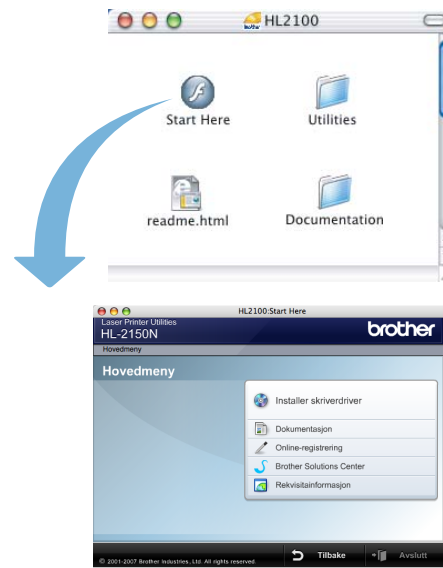 HL2100
Start Here
Utilities
readme.html
Documentation
HL2100:Start Here
Laser Printer Utilities
HL-2150N
brother
Hovedmeny
Hovedmeny
Installer skriverdriver
Dokumentasjon
Online-registrering
Brother Solutions Center
Rekvisitainformasjon
© 2001-2007 Brother Industries, Ltd. All rights reserved.
Tilbake
Avslutt